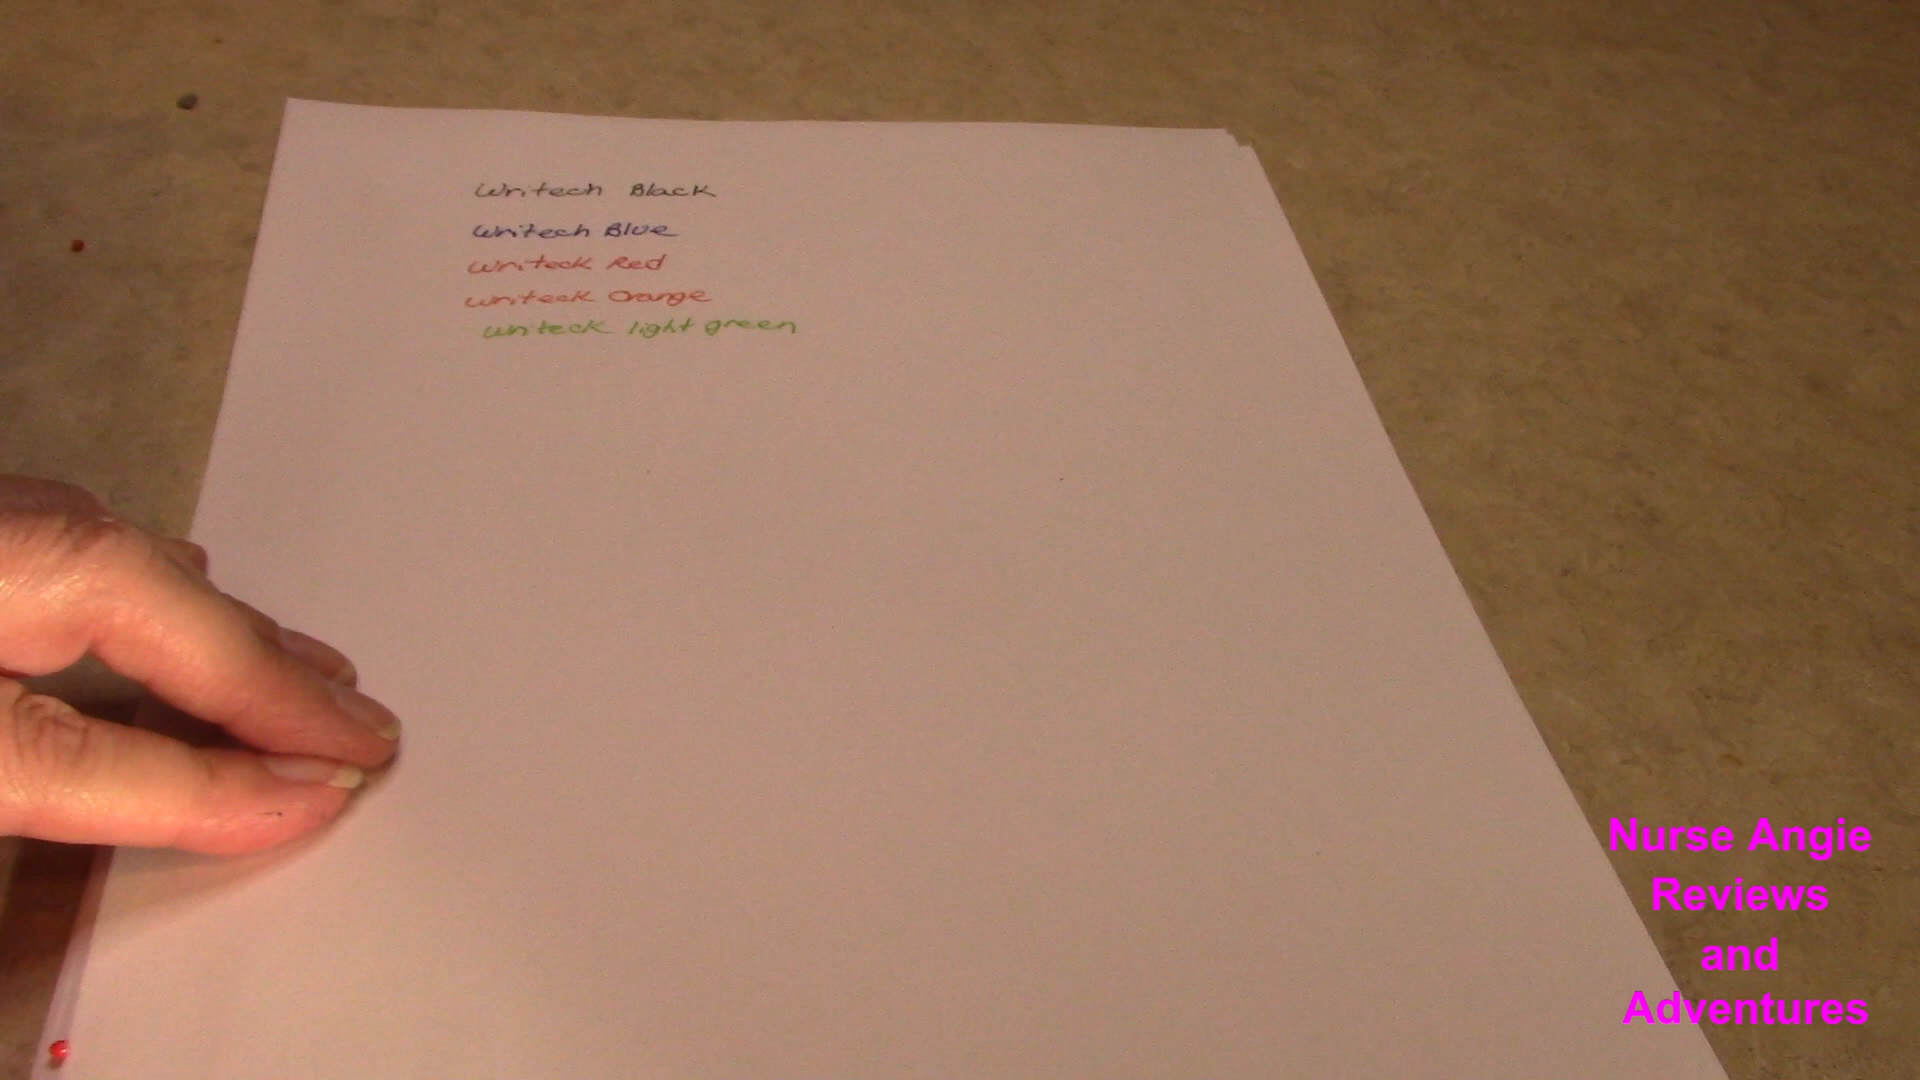 Writech Black
Writech Blue
Writeck Red
Writeck Orange
Writeck light green
Nurse Angie
Reviews
and
Adventures